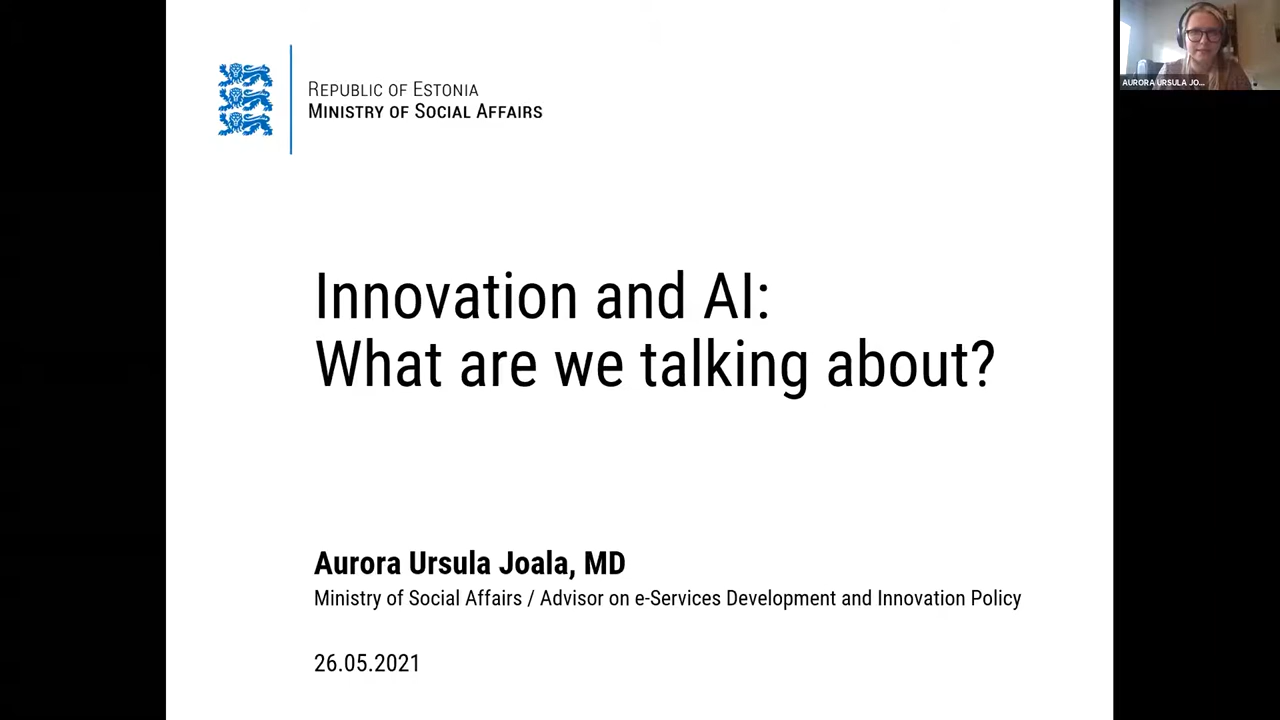 REPUBLIC OF ESTONIA
MINISTRY OF SOCIAL AFFAIRS
AURORA URSULA JO...
Innovation and AI:
What are we talking about?
Aurora Ursula Joala, MD
Ministry of Social Affairs / Advisor on e-Services Development and Innovation Policy
26.05.2021